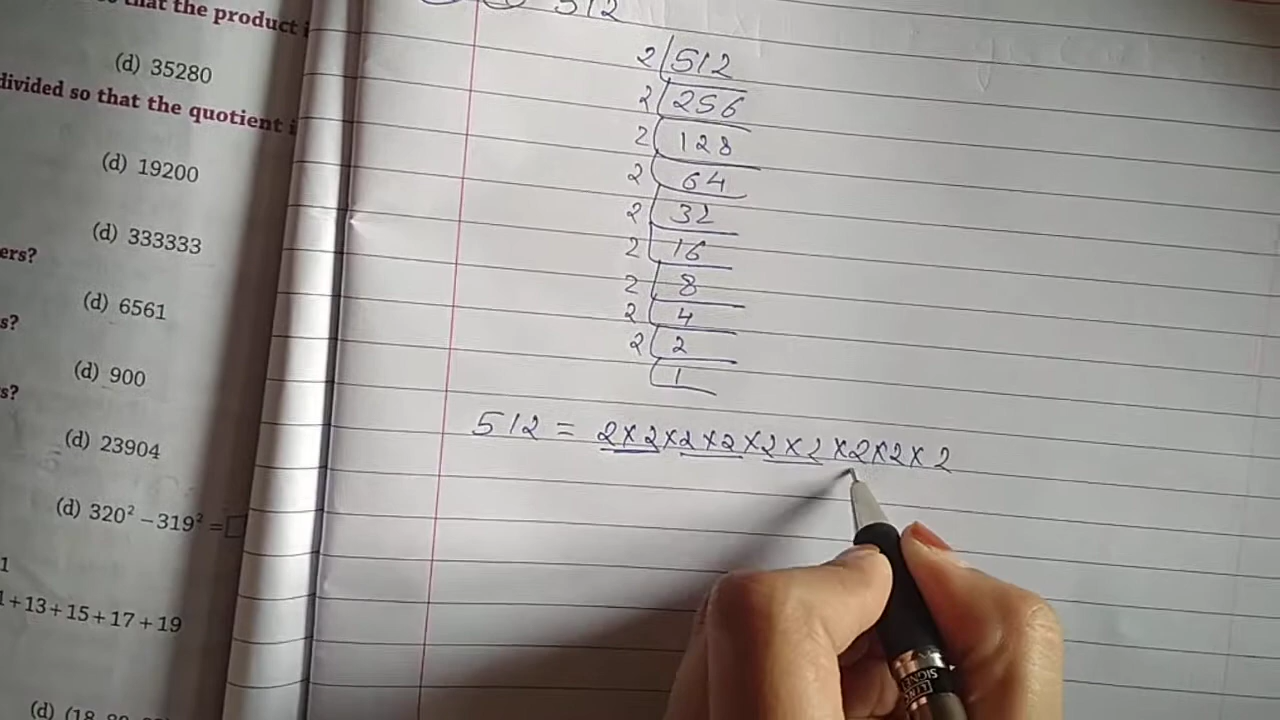 that the product i
(d) 35280
divided so that the quotient i
(d) 19200
(d) 333333
ers?
(d) 6561
s?
(d) 900
s?
(d) 23904
(d) 320² − 319² = □
1
1 + 13 + 15 + 17 + 19
512
2 | 512
2 | 256
2 | 128
2 | 64
2 | 32
2 | 16
2 | 8
2 | 4
2 | 2
1
512 = 2 × 2 × 2 × 2 × 2 × 2 × 2 × 2 × 2